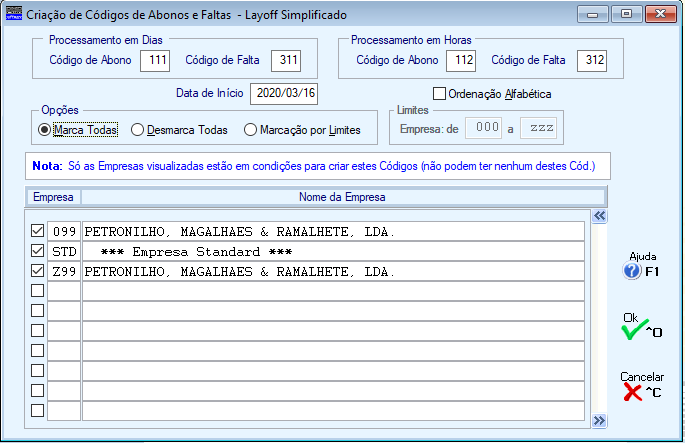 Criação de Códigos de Abonos e Faltas - Layoff Simplificado
Processamento em Dias
Código de Abono 111 Código de Falta 311
Processamento em Horas
Código de Abono 112 Código de Falta 312
Data de Início 2020/03/16
Ordenação Alfabética
Opções
Marca Todas Desmarca Todas Marcação por Limites
Limites
Empresa: de 000 a zzz
Nota: Só as Empresas visualizadas estão em condições para criar estes Códigos (não podem ter nenhum destes Cód.)
Empresa Nome da Empresa
099 PETRONILHO, MAGALHAES & RAMALHETE, LDA.
STD *** Empresa Standard ***
Z99 PETRONILHO, MAGALHAES & RAMALHETE, LDA.
Ajuda
F1
Ok
^O
Cancelar
^C